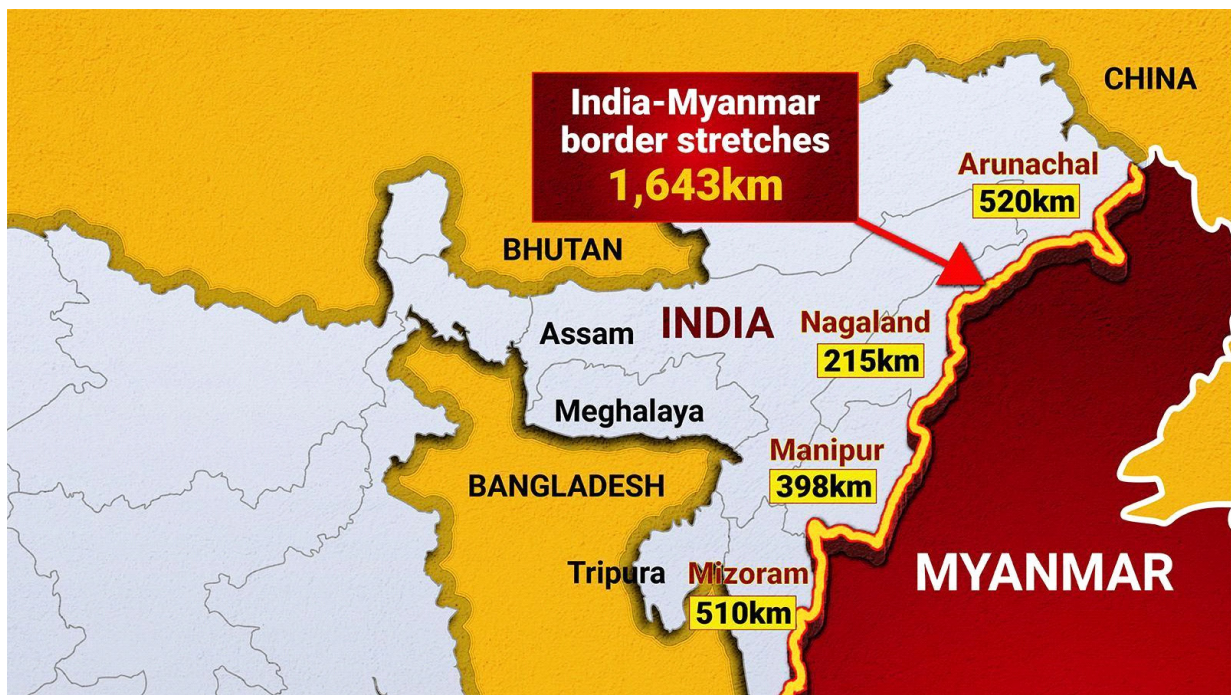 India-Myanmar
border stretches
1,643km
CHINA
Arunachal
520km
BHUTAN
Assam
INDIA
Nagaland
215km
Meghalaya
Manipur
398km
BANGLADESH
Tripura
Mizoram
510km
MYANMAR